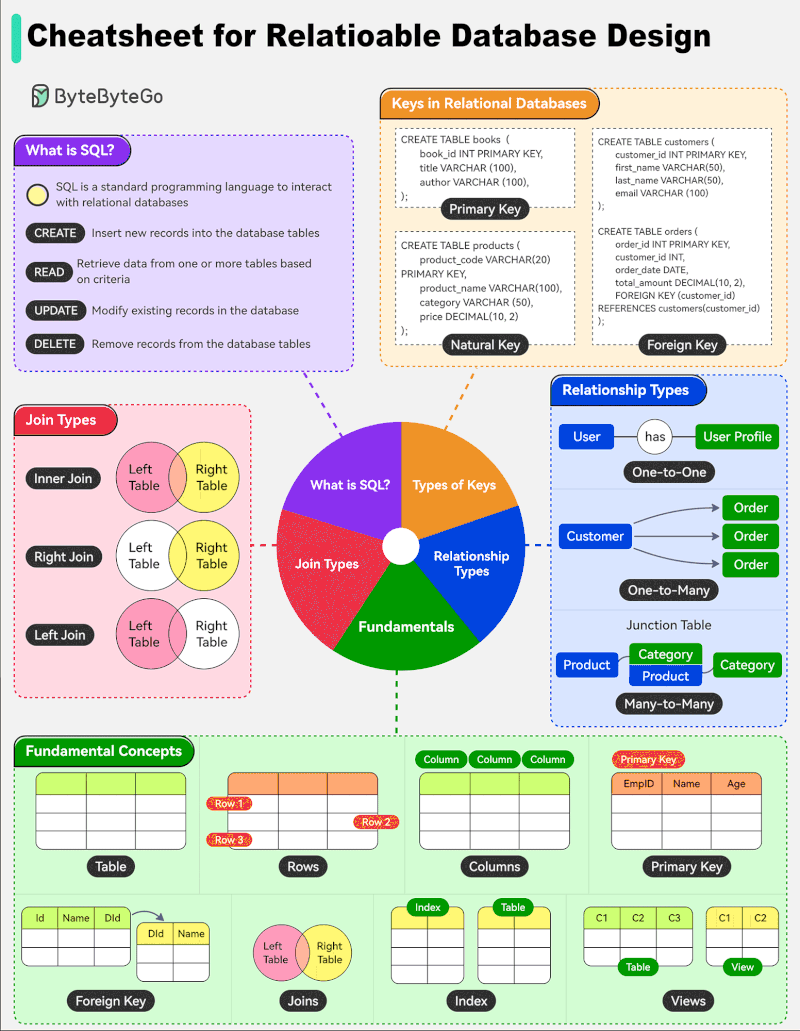 Cheatsheet for Relatioable Database Design
ByteByteGo
What is SQL?
SQL is a standard programming language to interact
with relational databases
CREATE Insert new records into the database tables
READ Retrieve data from one or more tables based
on criteria
UPDATE Modify existing records in the database
DELETE Remove records from the database tables
Keys in Relational Databases
CREATE TABLE books (
book_id INT PRIMARY KEY,
title VARCHAR (100),
author VARCHAR (100),
);
Primary Key
CREATE TABLE products (
product_code VARCHAR(20)
PRIMARY KEY,
product_name VARCHAR(100),
category VARCHAR (50),
price DECIMAL(10, 2)
);
Natural Key
CREATE TABLE customers (
customer_id INT PRIMARY KEY,
first_name VARCHAR(50),
last_name VARCHAR(50),
email VARCHAR (100)
);
CREATE TABLE orders (
order_id INT PRIMARY KEY,
customer_id INT,
order_date DATE,
total_amount DECIMAL(10, 2),
FOREIGN KEY (customer_id)
REFERENCES customers(customer_id)
);
Foreign Key
Join Types
Inner Join
Left
Table
Right
Table
Right Join
Left
Table
Right
Table
Left Join
Left
Table
Right
Table
What is SQL?
Types of Keys
Join Types
Relationship
Types
Fundamentals
Relationship Types
User has User Profile
One-to-One
Customer
Order
Order
Order
One-to-Many
Junction Table
Product
Category
Product
Category
Many-to-Many
Fundamental Concepts
Table
Row 1
Row 2
Row 3
Rows
Column Column Column
Columns
Primary Key
EmpID Name Age
Primary Key
Id Name DId
DId Name
Foreign Key
Left
Table
Right
Table
Joins
Index
Table
Index
C1 C2 C3
Table
C1 C2
View
Views